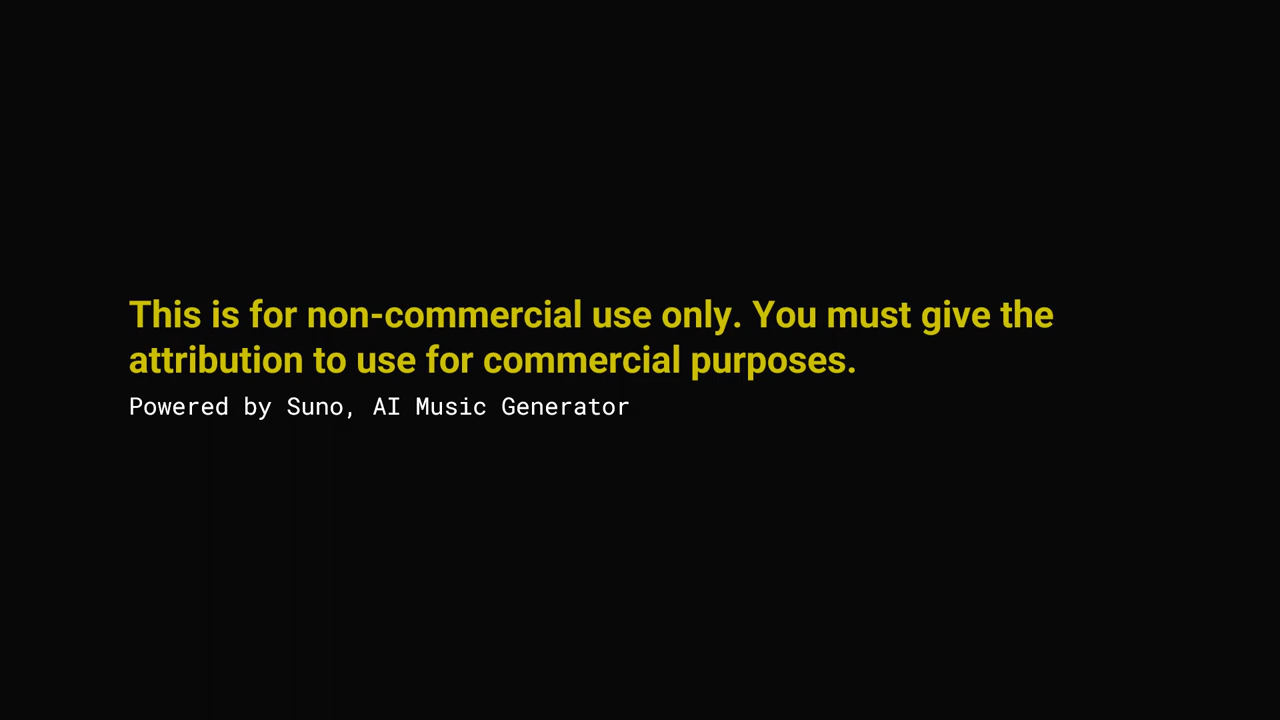 This is for non-commercial use only. You must give the
attribution to use for commercial purposes.
Powered by Suno, AI Music Generator